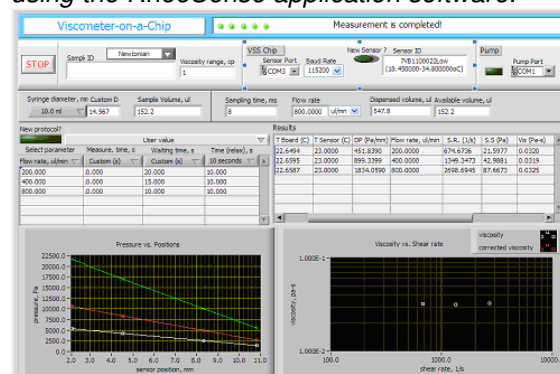 using the RheoSense application software.
Viscometer-on-a-Chip
Measurement is completed!
STOP
Sampl ID
Newtonian
Viscosity range, cp
1
VSS Chip
Sensor Port
COM3
Baud Rate
115200
New Sensor ?
Sensor ID
7VB1100022Low
(18.450000-34.800000oC)
Pump
Pump Port
COM1
Syringe diameter, mm
Custom D
Sample Volume, ul
Sampling time, ms
Flow rate
Dispensed volume, ul
Available volume, ul
10.0 ml
14.567
152.2
8
800.0000
ul/min
547.8
152.2
New protocol?
User value
Select parameter
Measure. time, s
Waiting time, s
Time (relax), s
Flow rate, ul/min
Custom (s)
Custom (s)
10 seconds
200.000 .0.000 20.000 10.000
400.000 .0.000 15.000 10.000
800.000 .0.000 10.000 10.000
Results
T Board (C) T Sensor (C) DP (Pa/mm) Flow rate, ul/min S.R. (1/s) S.S (Pa) Vis (Pa-s)
22.6494 23.0000 451.8390 200.0000 674.6736 21.5977 0.0320
22.6595 23.0000 899.3399 400.0000 1349.3473 42.9881 0.0319
22.6587 23.0000 1834.0590 800.0000 2698.6945 87.6673 0.0325
Pressure vs. Positions
pressure, Pa
22500.0
20000.0
17500.0
15000.0
12500.0
10000.0
7500.0
5000.0
2500.0
0.0
2.0 3.0 4.0 5.0 6.0 7.0 8.0 9.0 10.0 11.0
sensor position, mm
Viscosity vs. Shear rate
viscosity
corrected viscosity
viscosity, pa-s
1.000E-1
1.000E-2
100.0
1000.0
10000.0
shear rate, 1/s